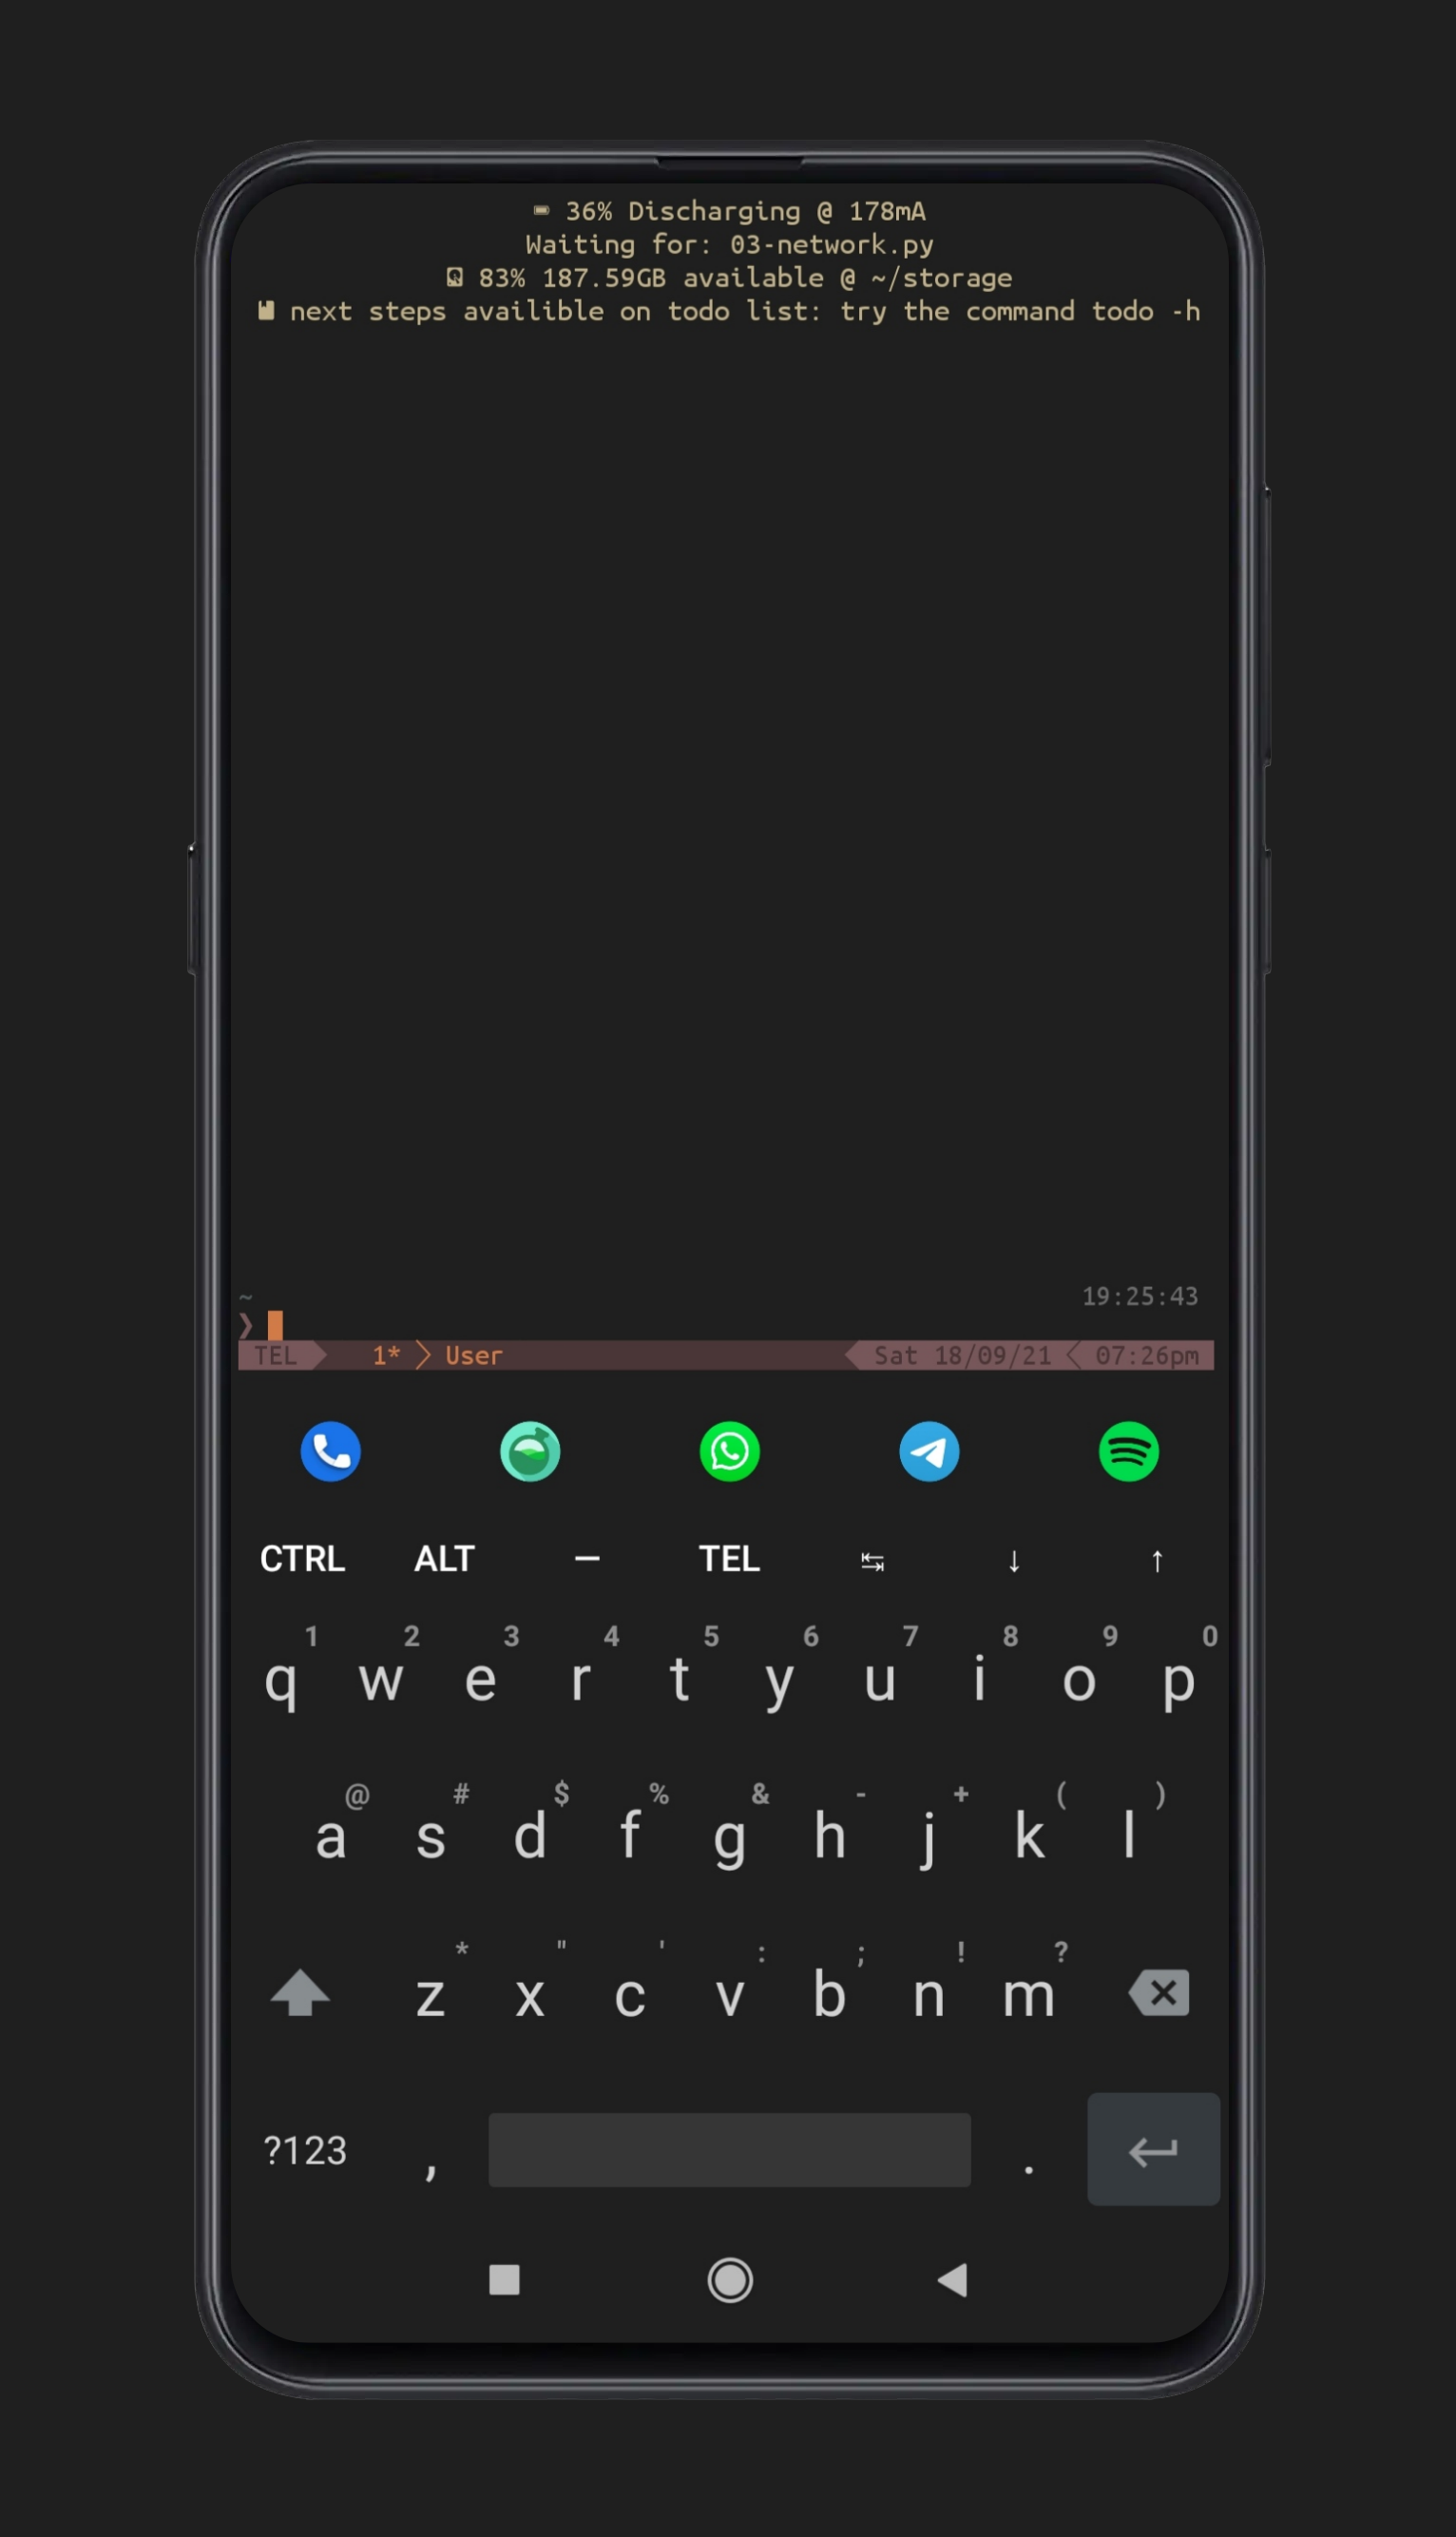 36% Discharging @ 178mA
Waiting for: 03-network.py
83% 187.59GB available @ ~/storage
next steps availible on todo list: try the command todo -h
~ 19:25:43
❯
TEL 1* User Sat 18/09/21 07:26pm
CTRL ALT — TEL ↹ ↓ ↑
1 2 3 4 5 6 7 8 9 0
q w e r t y u i o p
@ # $ % & - + ( )
a s d f g h j k l
* " ' : ; ! ?
z x c v b n m
?123 , .